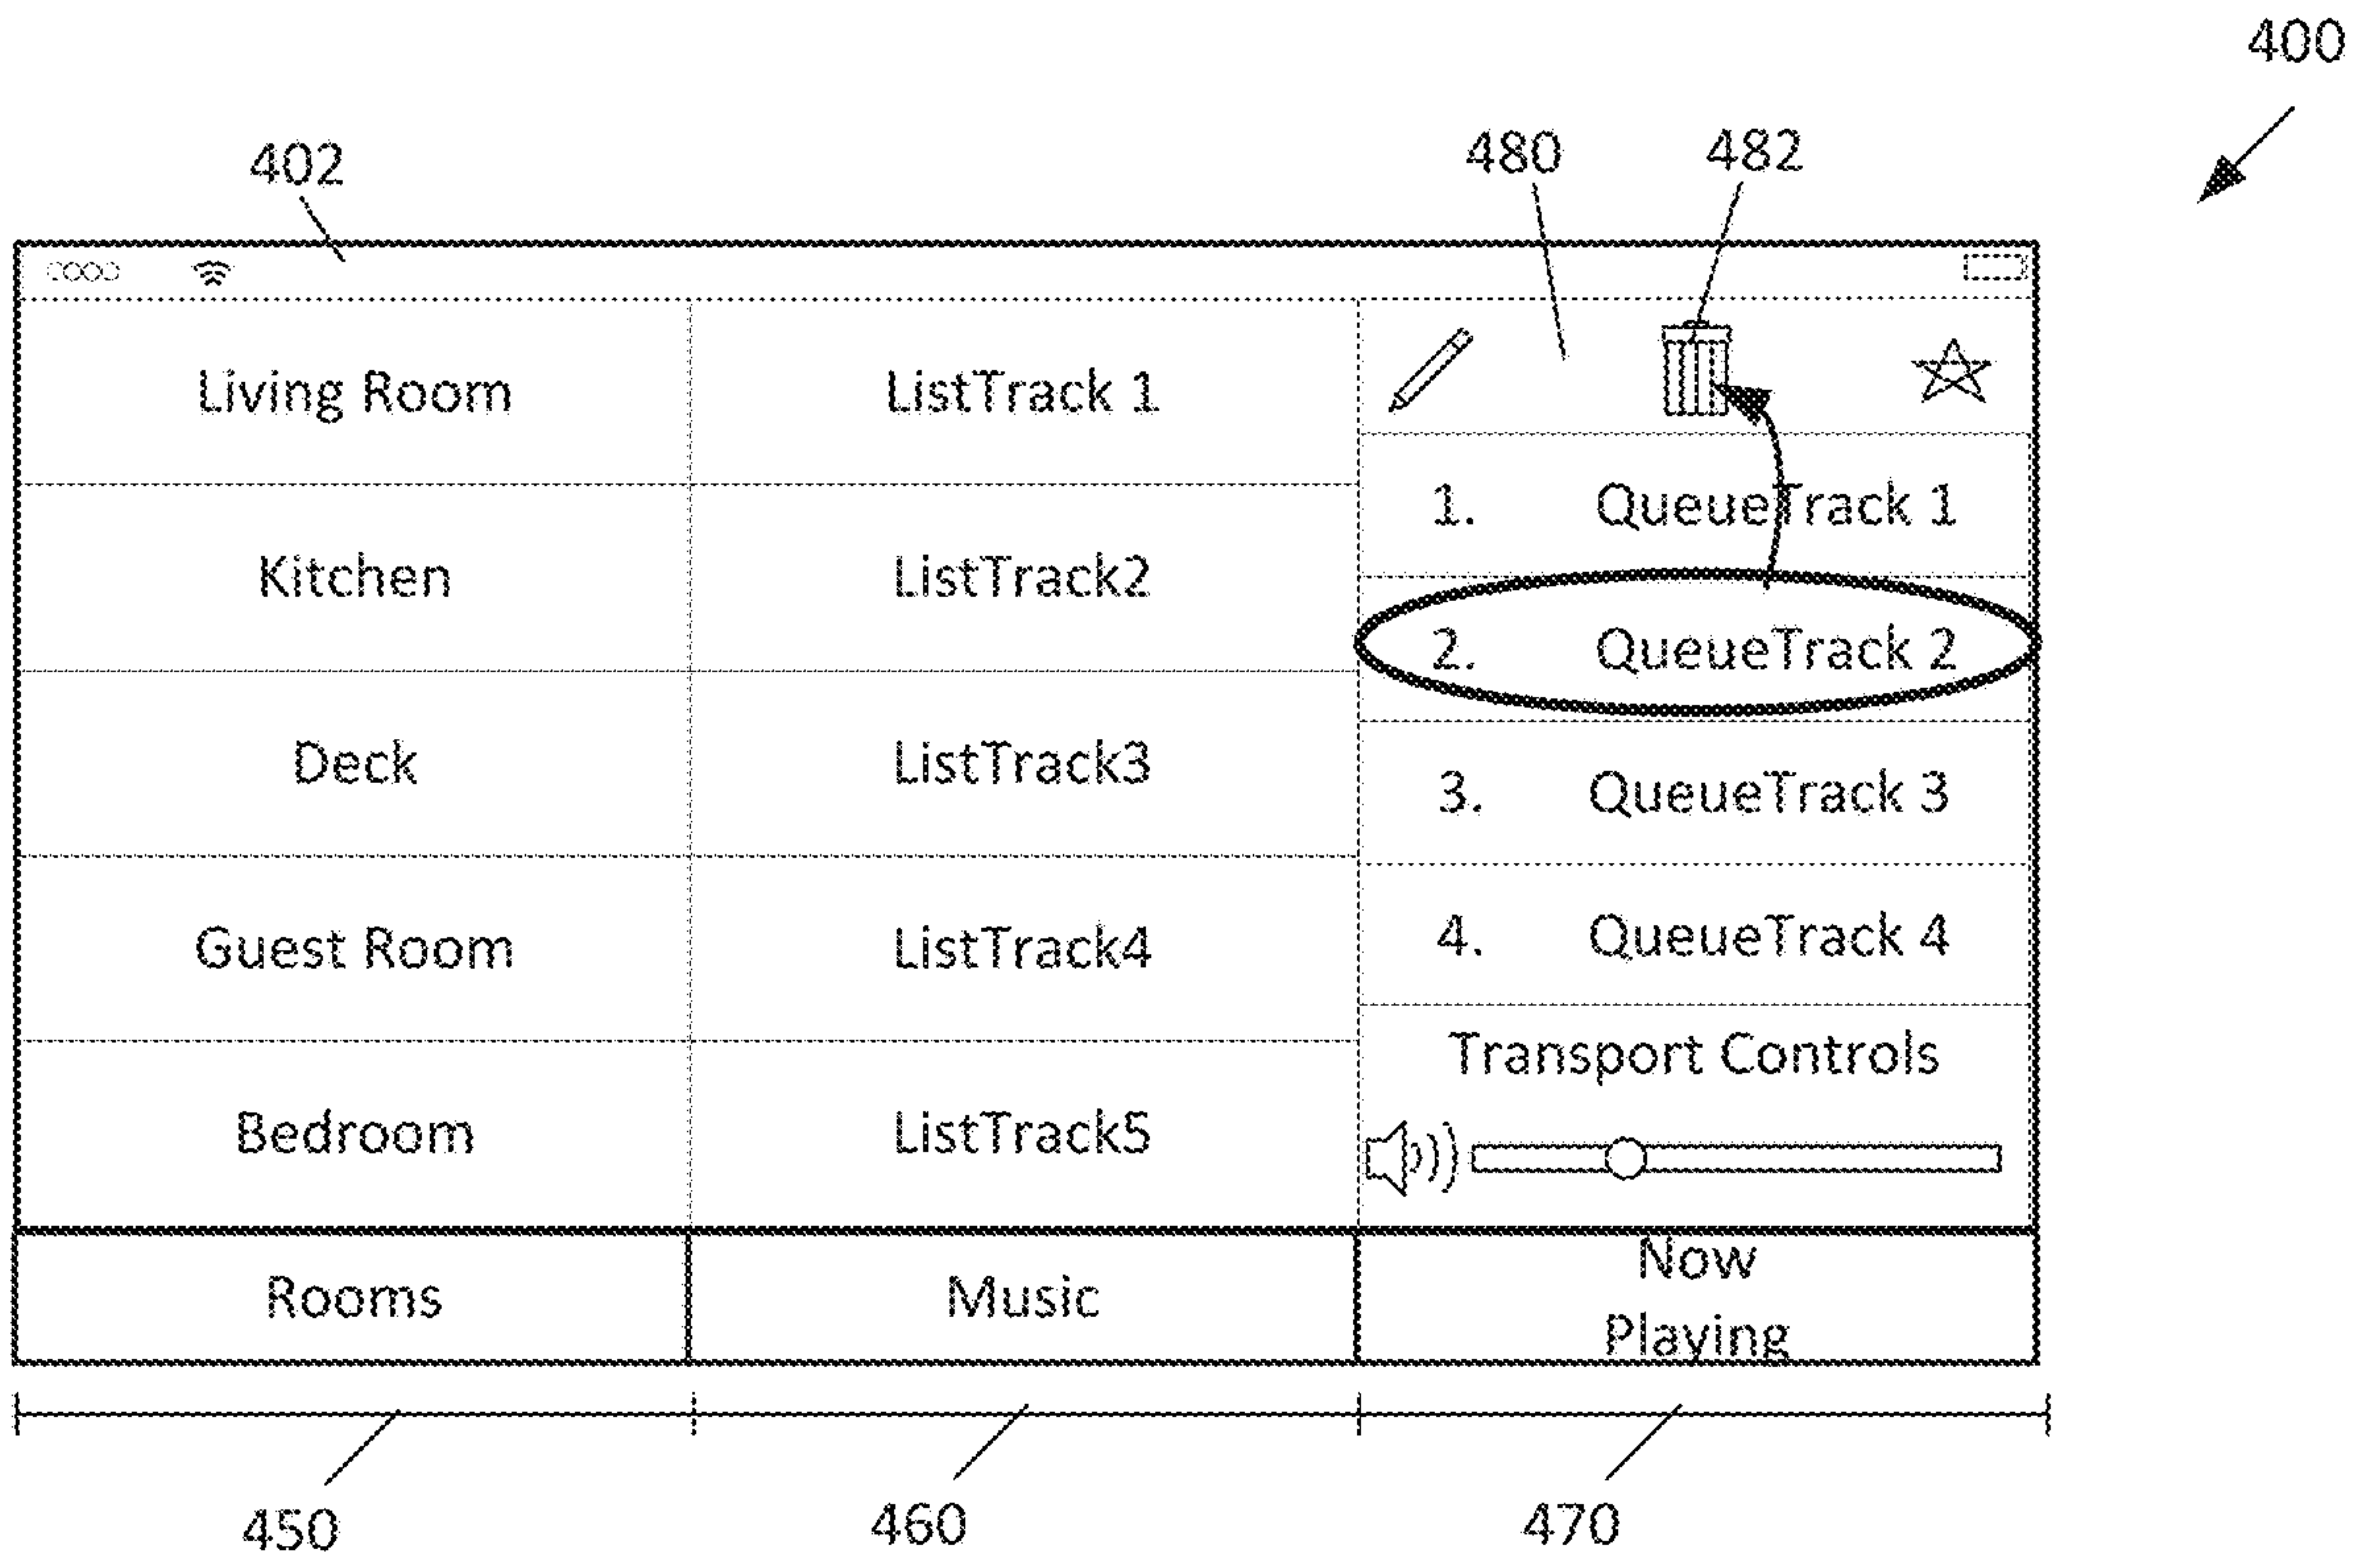 400
402
480 482
Living Room
Kitchen
Deck
Guest Room
Bedroom
ListTrack 1
ListTrack2
ListTrack3
ListTrack4
ListTrack5
1. QueueTrack 1
2. QueueTrack 2
3. QueueTrack 3
4. QueueTrack 4
Transport Controls
Rooms
Music
Now
Playing
450
460
470